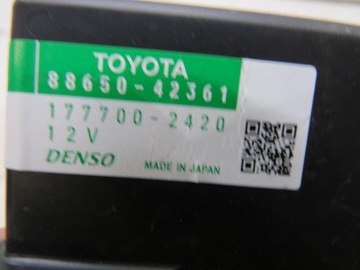 TOYOTA
88650-42361
177700-2420
12V
DENSO
MADE IN JAPAN